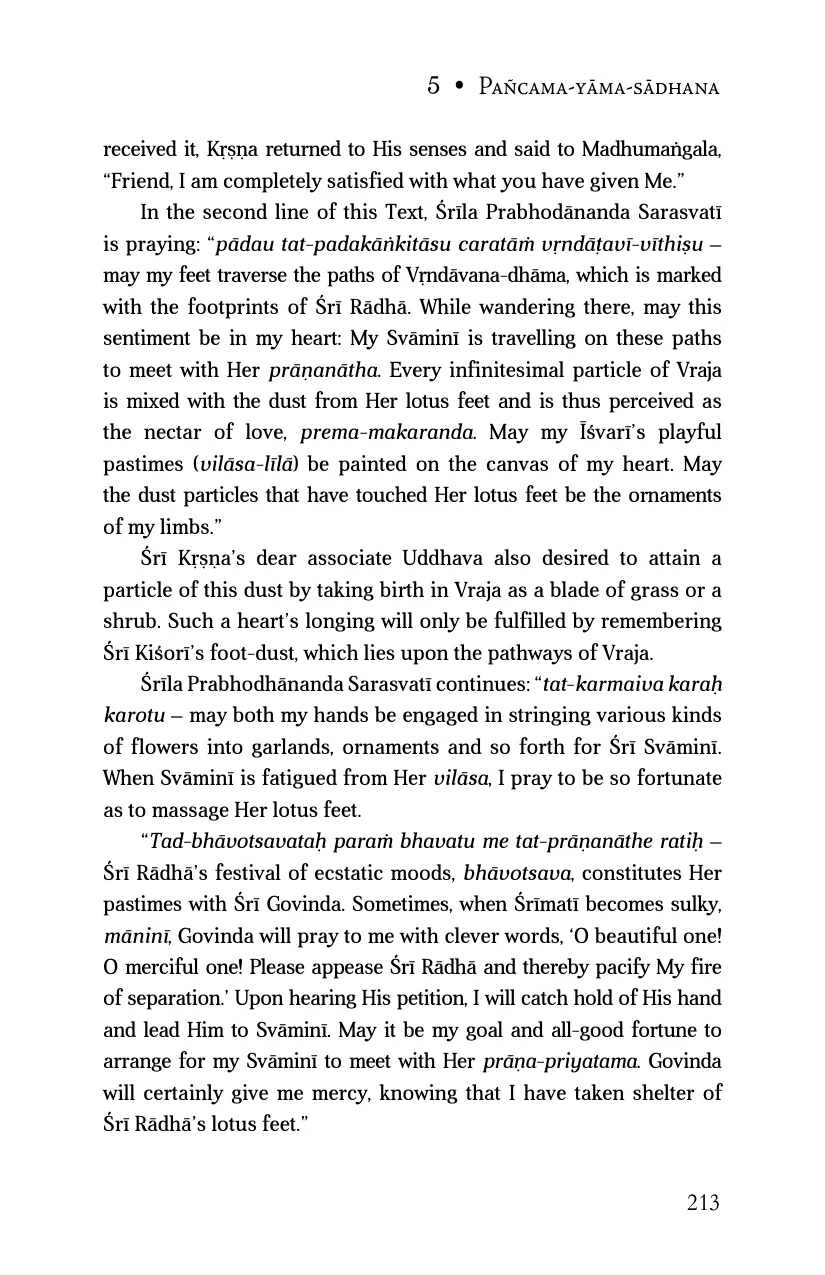 5 • Pañcama-yāma-sādhana
received it, Kṛṣṇa returned to His senses and said to Madhumaṅgala,
“Friend, I am completely satisfied with what you have given Me.”
In the second line of this Text, Śrīla Prabhodānanda Sarasvatī
is praying: “pādau tat-padakāṅkitāsu caratāṁ vṛndāṭavī-vīthiṣu –
may my feet traverse the paths of Vṛndāvana-dhāma, which is marked
with the footprints of Śrī Rādhā. While wandering there, may this
sentiment be in my heart: My Svāminī is travelling on these paths
to meet with Her prāṇanātha. Every infinitesimal particle of Vraja
is mixed with the dust from Her lotus feet and is thus perceived as
the nectar of love, prema-makaranda. May my Īśvarī’s playful
pastimes (vilāsa-līlā) be painted on the canvas of my heart. May
the dust particles that have touched Her lotus feet be the ornaments
of my limbs.”
Śrī Kṛṣṇa’s dear associate Uddhava also desired to attain a
particle of this dust by taking birth in Vraja as a blade of grass or a
shrub. Such a heart’s longing will only be fulfilled by remembering
Śrī Kiśorī’s foot-dust, which lies upon the pathways of Vraja.
Śrīla Prabhodhānanda Sarasvatī continues: “tat-karmaiva karaḥ
karotu – may both my hands be engaged in stringing various kinds
of flowers into garlands, ornaments and so forth for Śrī Svāminī.
When Svāminī is fatigued from Her vilāsa, I pray to be so fortunate
as to massage Her lotus feet.
“Tad-bhāvotsavataḥ paraṁ bhavatu me tat-prāṇanāthe ratiḥ –
Śrī Rādhā’s festival of ecstatic moods, bhāvotsava, constitutes Her
pastimes with Śrī Govinda. Sometimes, when Śrīmatī becomes sulky,
māninī, Govinda will pray to me with clever words, ‘O beautiful one!
O merciful one! Please appease Śrī Rādhā and thereby pacify My fire
of separation.’ Upon hearing His petition, I will catch hold of His hand
and lead Him to Svāminī. May it be my goal and all-good fortune to
arrange for my Svāminī to meet with Her prāṇa-priyatama. Govinda
will certainly give me mercy, knowing that I have taken shelter of
Śrī Rādhā’s lotus feet.”
213